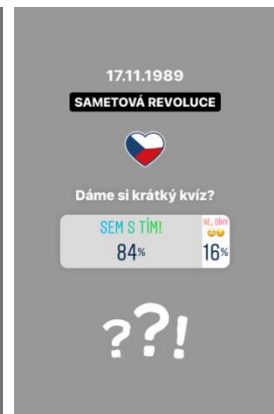 17.11.1989
SAMETOVÁ REVOLUCE
Dáme si krátký kvíz?
SEM S TÍM!
NE, DÍKY
84%
16%
??!